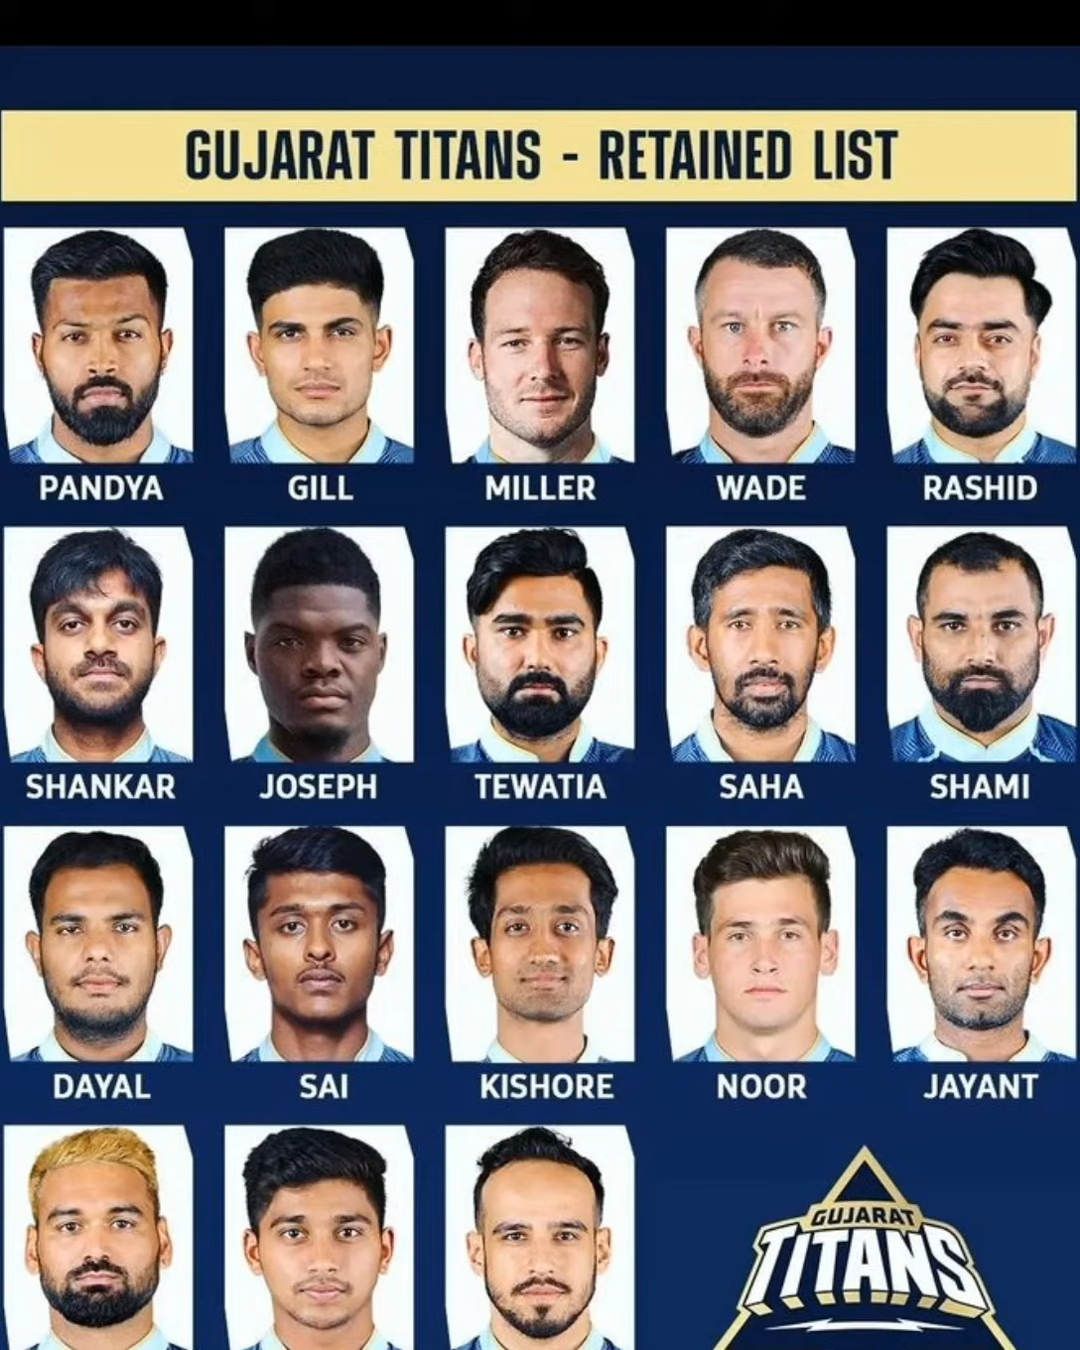 GUJARAT TITANS - RETAINED LIST
PANDYA GILL MILLER WADE RASHID
SHANKAR JOSEPH TEWATIA SAHA SHAMI
DAYAL SAI KISHORE NOOR JAYANT
GUJARAT
TITANS